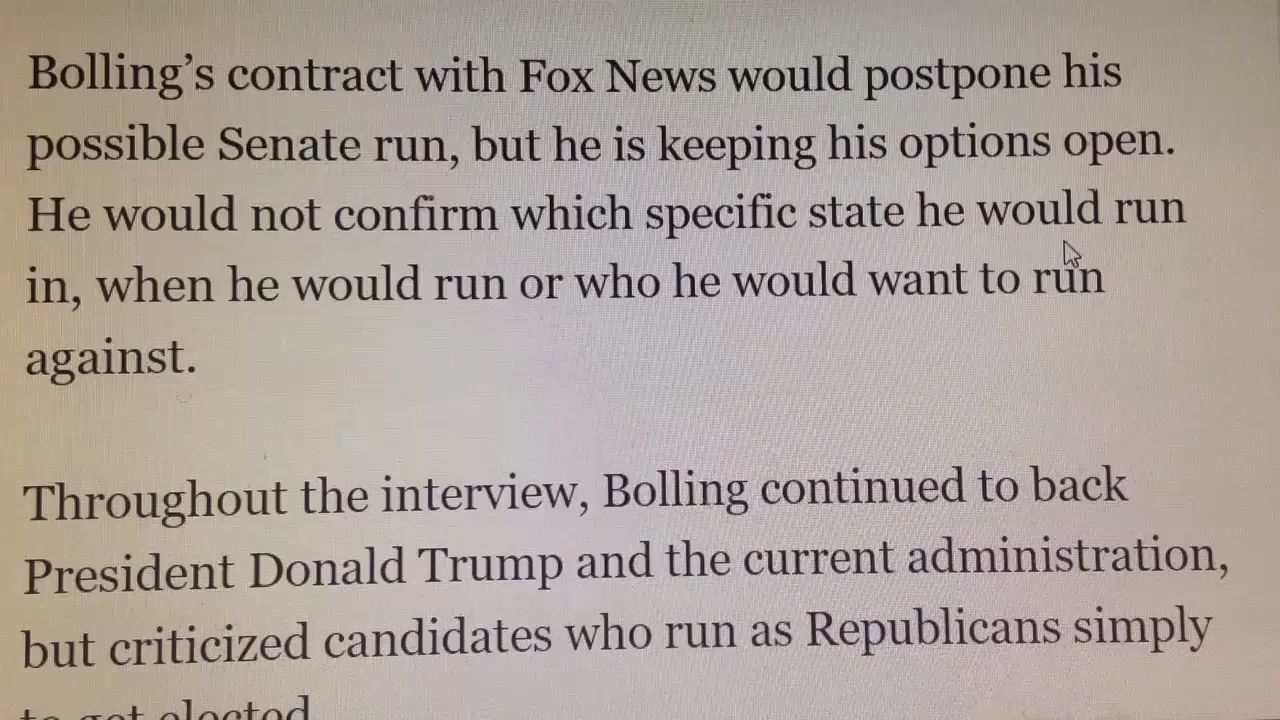 Bolling’s contract with Fox News would postpone his
possible Senate run, but he is keeping his options open.
He would not confirm which specific state he would run
in, when he would run or who he would want to run
against.
Throughout the interview, Bolling continued to back
President Donald Trump and the current administration,
but criticized candidates who run as Republicans simply
to get elected